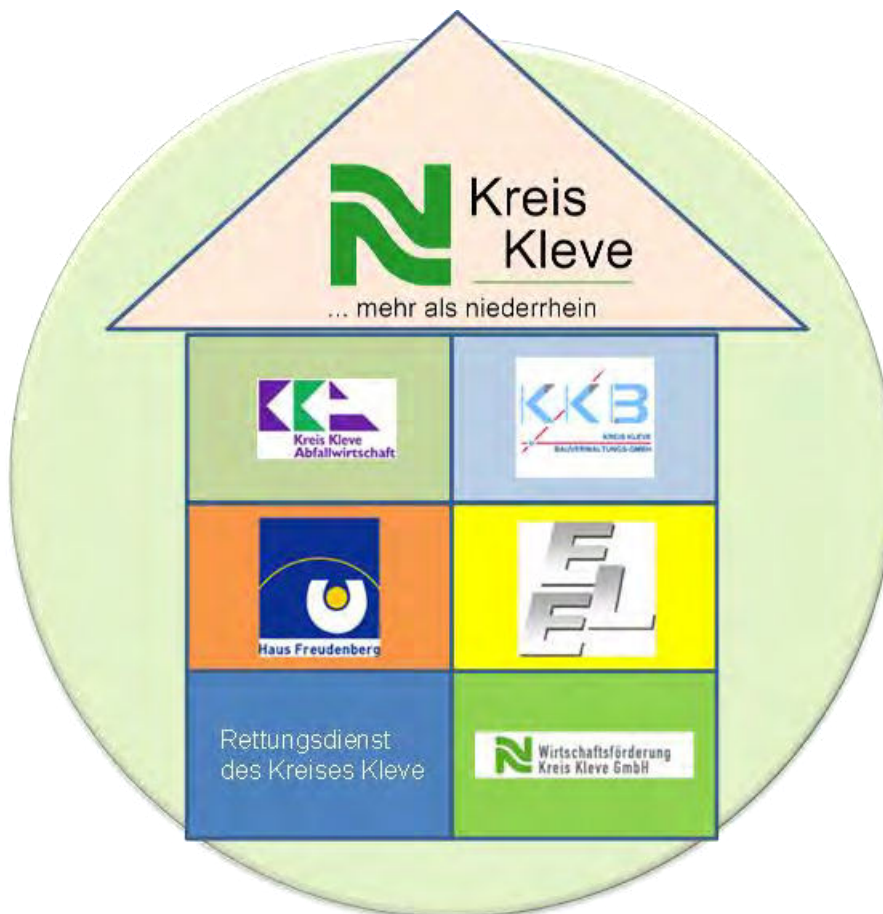 Kreis
Kleve
... mehr als niederrhein
Kreis Kleve
Abfallwirtschaft
KKB
KREIS KLEVE
BAUVERWALTUNGS-GMBH
Haus Freudenberg
EEL
Rettungsdienst
des Kreises Kleve
Wirtschaftsförderung
Kreis Kleve GmbH